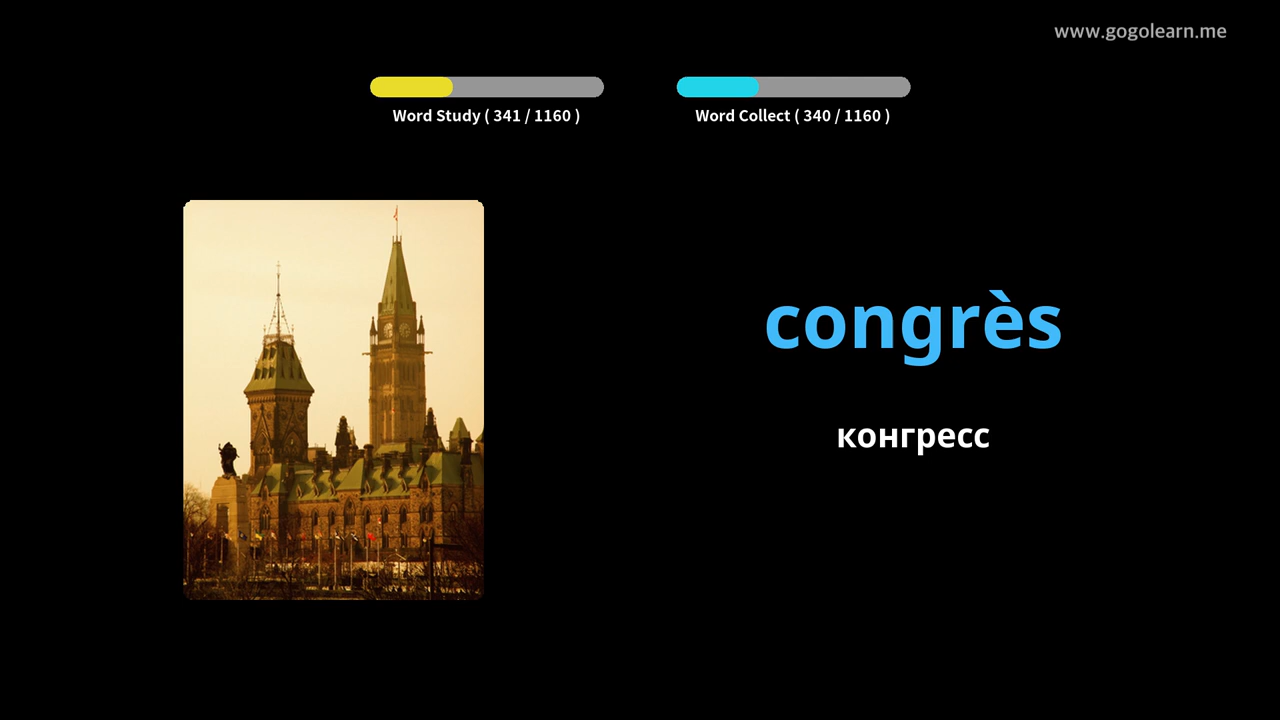 www.gogolearn.me
Word Study ( 341 / 1160 )
Word Collect ( 340 / 1160 )
congrès
конгресс